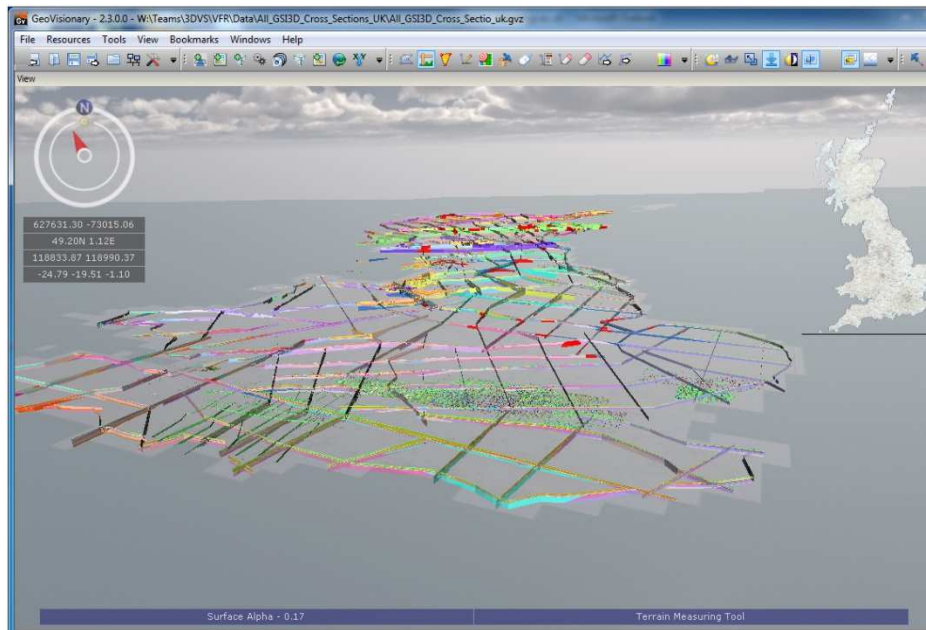 GeoVisionary - 2.3.0.0 - W:\Teams\3DVS\VFR\Data\All_GSI3D_Cross_Sections_UK\All_GSI3D_Cross_Sectio_uk.gvz
File Resources Tools View Bookmarks Windows Help
View
N
627631.30 -73015.06
49.20N 1.12E
118833.87 118990.37
-24.79 -19.51 -1.10
Surface Alpha - 0.17
Terrain Measuring Tool